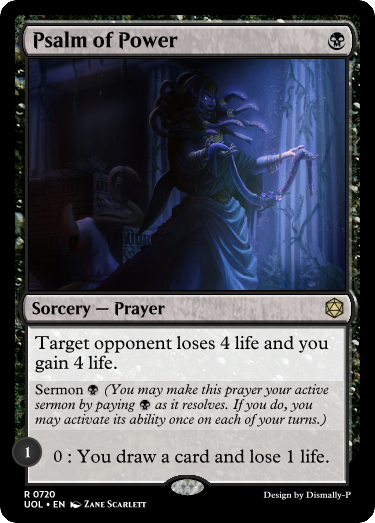 Psalm of Power
Sorcery — Prayer
Target opponent loses 4 life and you
gain 4 life.
Sermon (You may make this prayer your active
sermon by paying as it resolves. If you do, you
may activate its ability once on each of your turns.)
1
0 : You draw a card and lose 1 life.
R 0720
UOL • EN Zane Scarlett
Design by Dismally-P